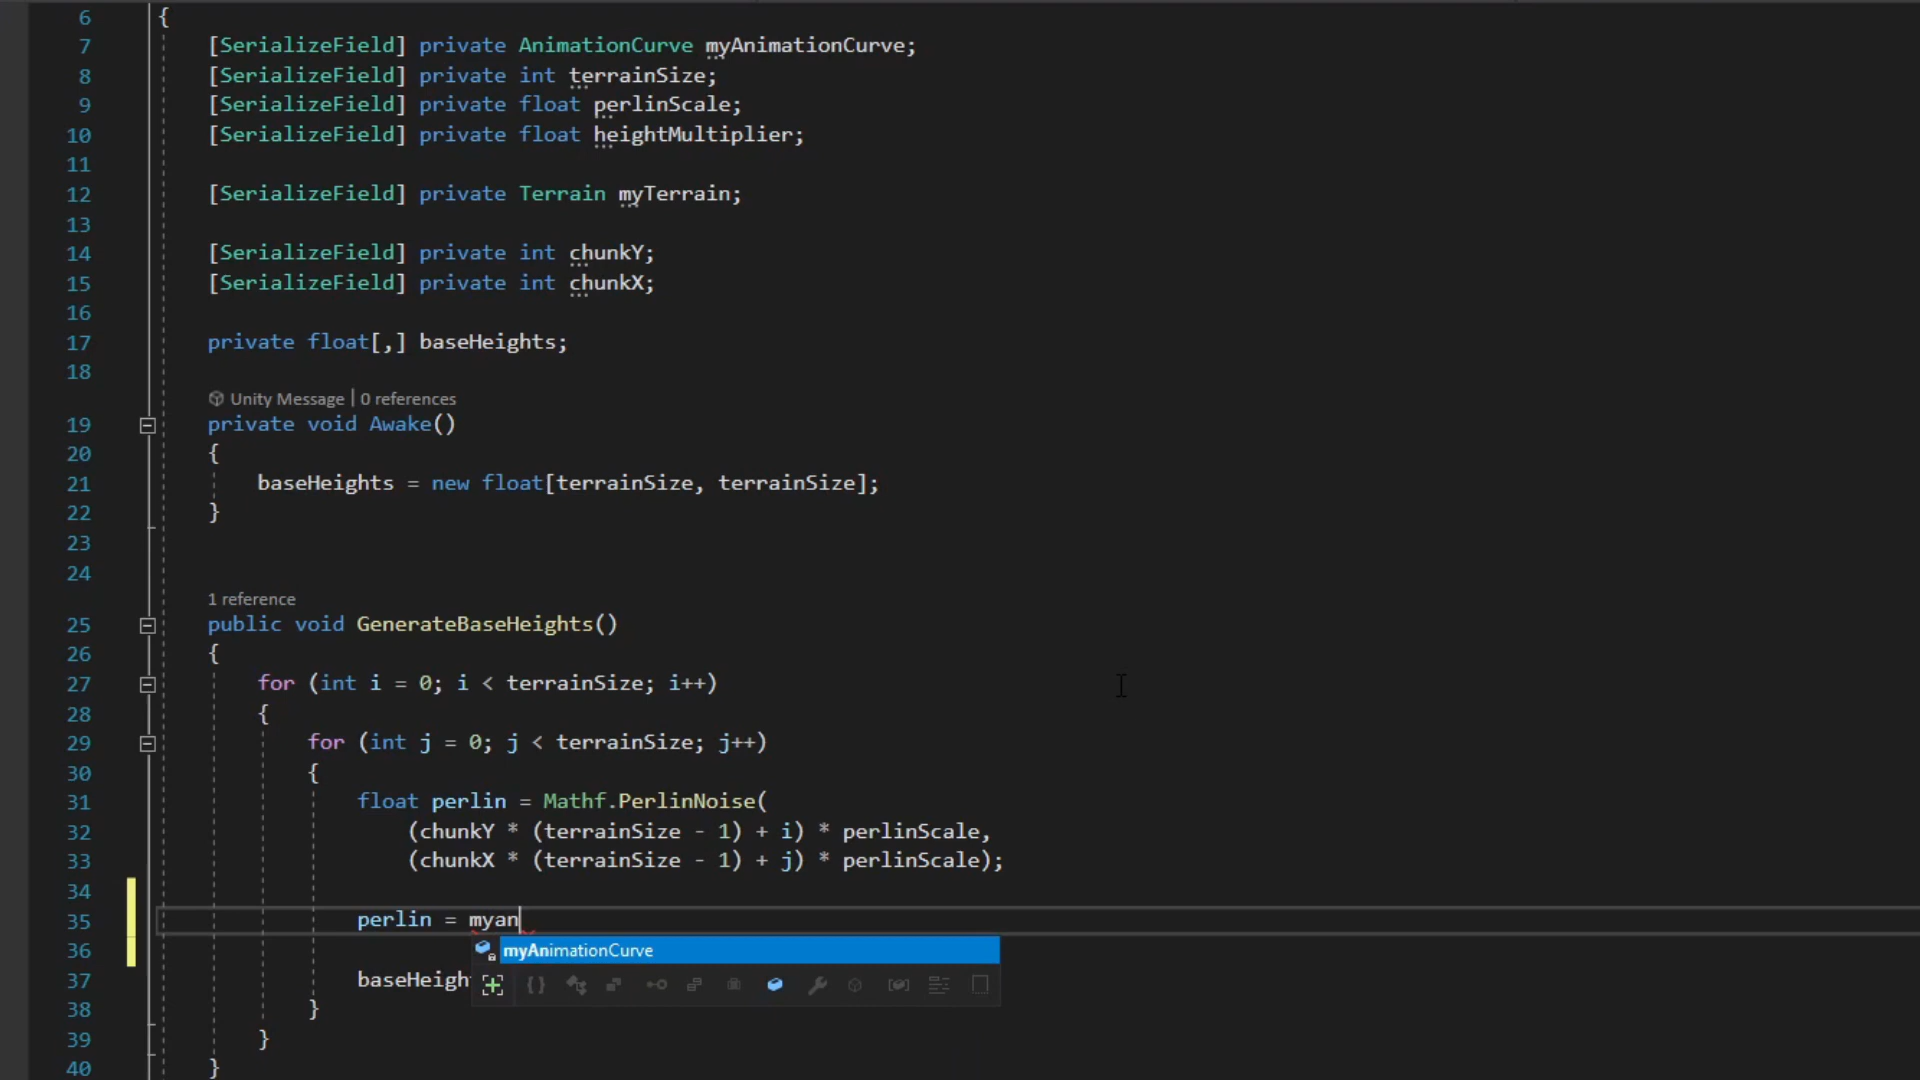 6 {
7 [SerializeField] private AnimationCurve myAnimationCurve;
8 [SerializeField] private int terrainSize;
9 [SerializeField] private float perlinScale;
10 [SerializeField] private float heightMultiplier;
11
12 [SerializeField] private Terrain myTerrain;
13
14 [SerializeField] private int chunkY;
15 [SerializeField] private int chunkX;
16
17 private float[,] baseHeights;
18
Unity Message | 0 references
19 private void Awake()
20 {
21 baseHeights = new float[terrainSize, terrainSize];
22 }
23
24
1 reference
25 public void GenerateBaseHeights()
26 {
27 for (int i = 0; i < terrainSize; i++)
28 {
29 for (int j = 0; j < terrainSize; j++)
30 {
31 float perlin = Mathf.PerlinNoise(
32 (chunkY * (terrainSize - 1) + i) * perlinScale,
33 (chunkX * (terrainSize - 1) + j) * perlinScale);
34
35 perlin = myan
36 myAnimationCurve
37 baseHeigh
38 }
39 }
40 }